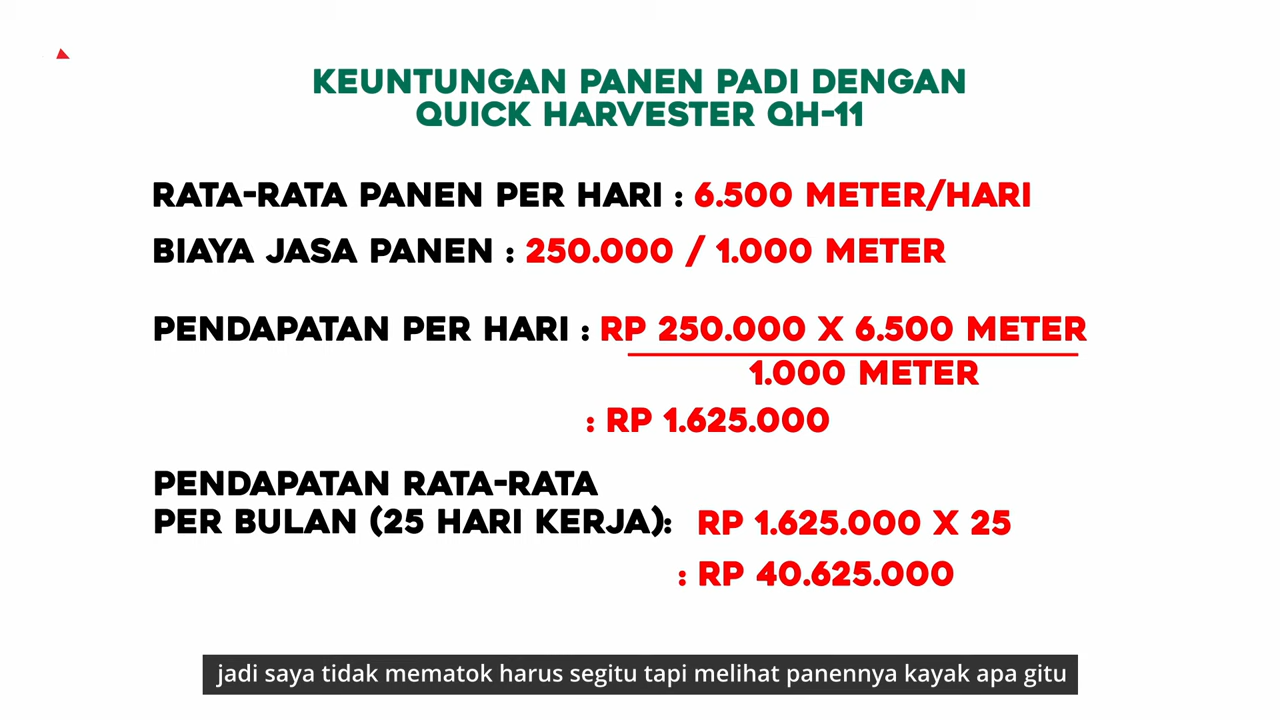 KEUNTUNGAN PANEN PADI DENGAN
QUICK HARVESTER QH-11
RATA-RATA PANEN PER HARI : 6.500 METER/HARI
BIAYA JASA PANEN : 250.000 / 1.000 METER
PENDAPATAN PER HARI : RP 250.000 X 6.500 METER
1.000 METER
: RP 1.625.000
PENDAPATAN RATA-RATA
PER BULAN (25 HARI KERJA): RP 1.625.000 X 25
: RP 40.625.000
jadi saya tidak mematok harus segitu tapi melihat panennya kayak apa gitu